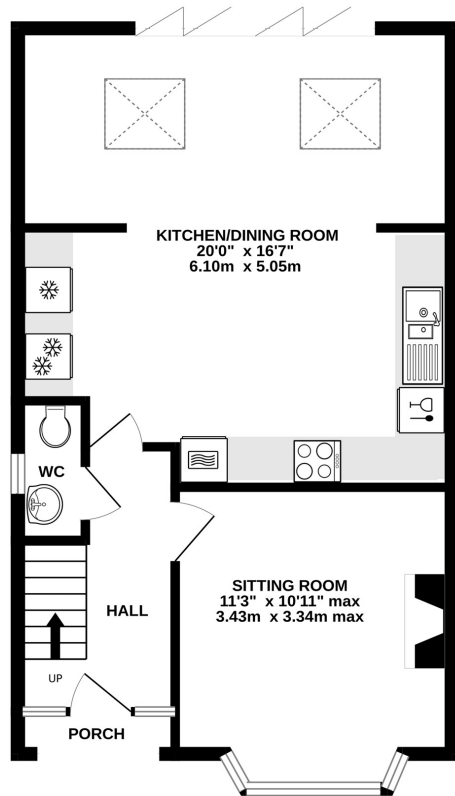 KITCHEN/DINING ROOM
20'0" x 16'7"
6.10m x 5.05m
WC
SITTING ROOM
11'3" x 10'11" max
3.43m x 3.34m max
HALL
UP
PORCH